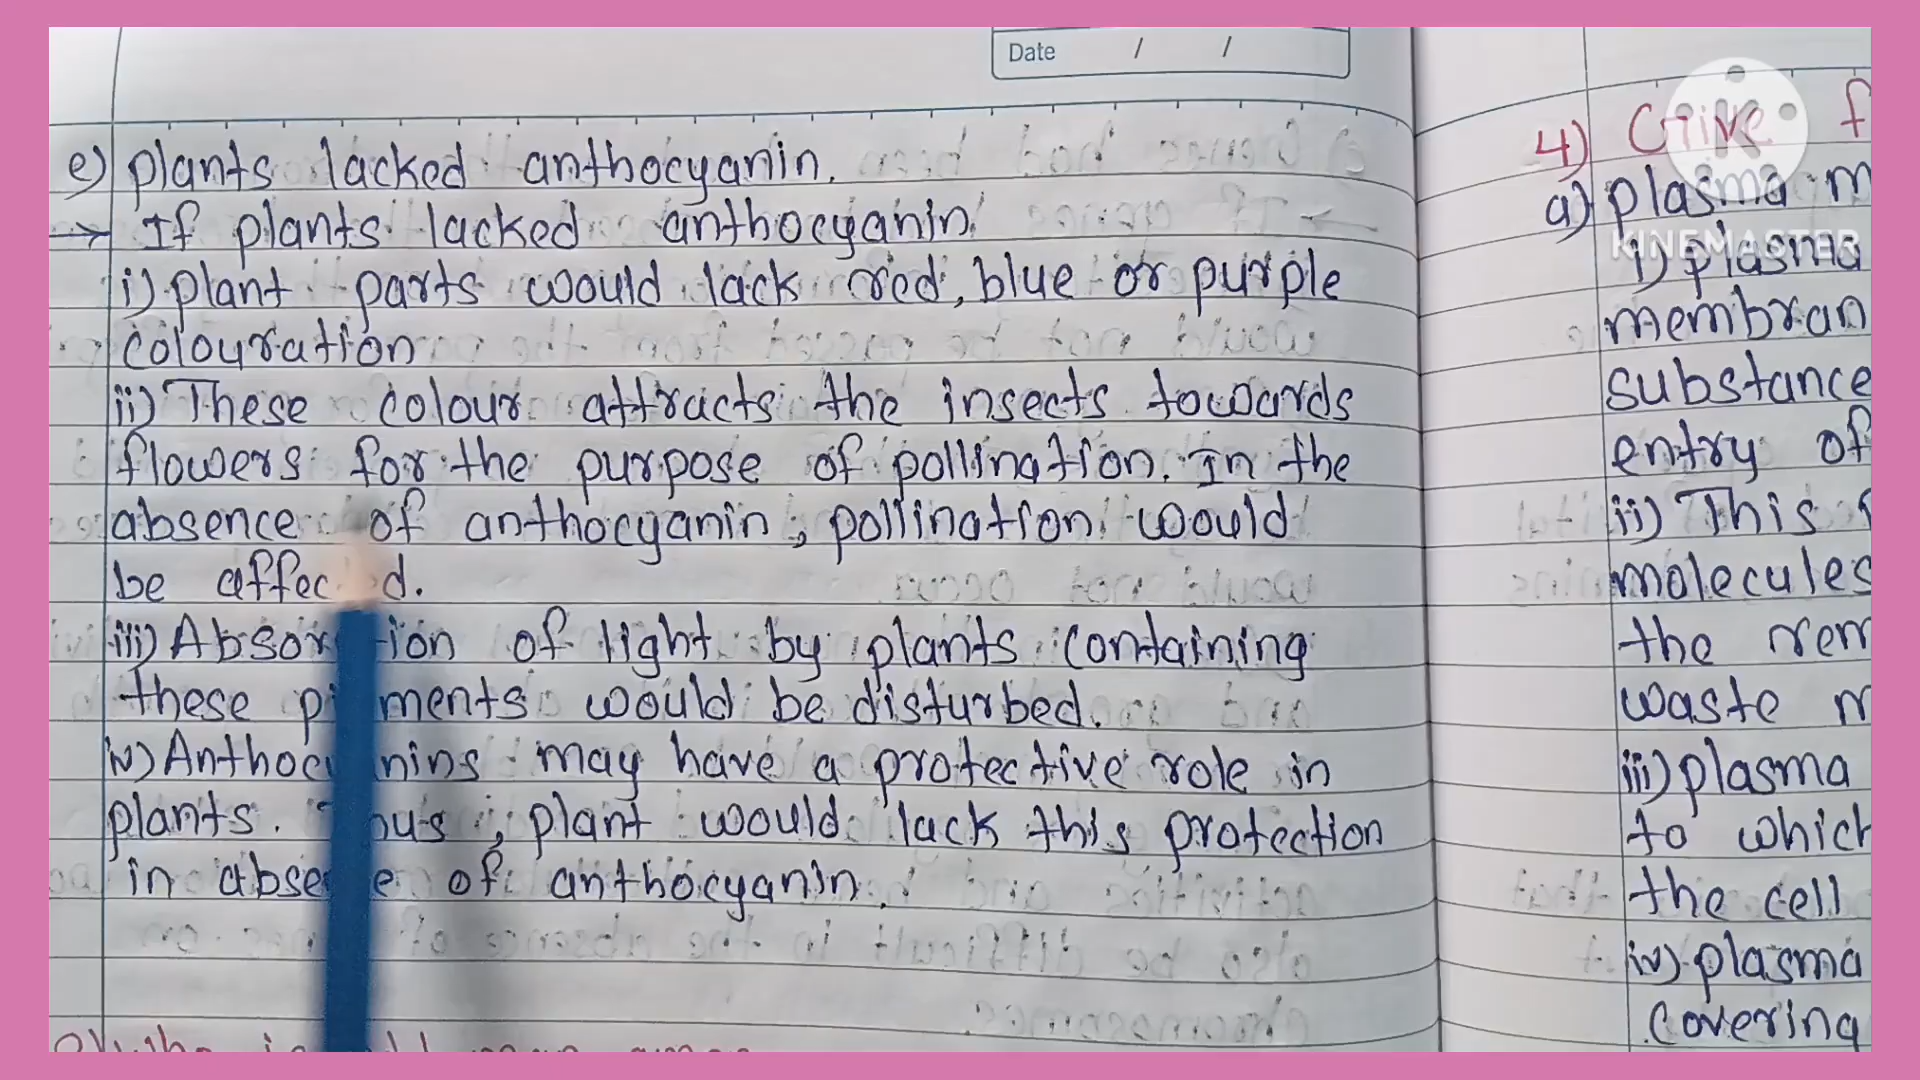 Date / /
e) plants lacked anthocyanin.
→ If plants lacked anthocyanin
i) plant parts would lack red, blue or purple
colouration
ii) These colour attracts the insects towards
flowers for the purpose of pollination. In the
absence of anthocyanin, pollination would
be affec d.
iii) Absor tion of light by plants containing
these pi ments would be disturbed.
iv) Anthocy nins may have a protective role in
plants. T ous, plant would lack this protection
in abse e of anthocyanin.
4) Give f
a) plasma m
KINEMASTER
i) plasma
membran
substance
entry of
ii) This
molecules
the rem
waste m
iii) plasma
to which
the cell
iv) plasma
covering